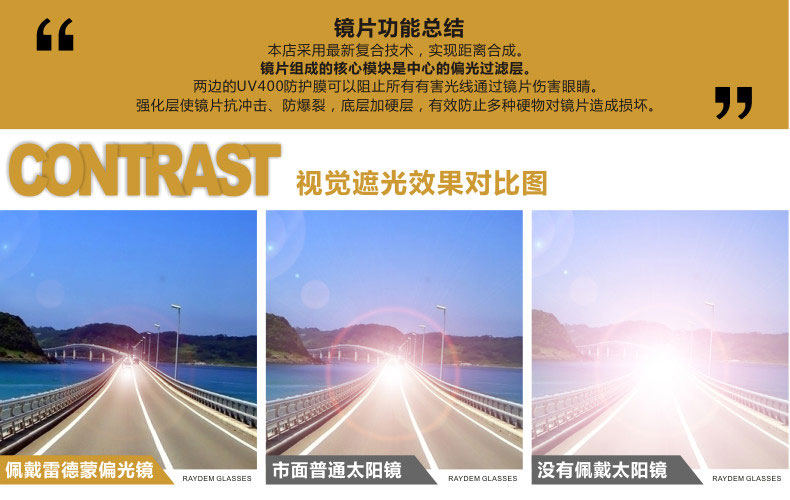 “
镜片功能总结
本店采用最新复合技术，实现距离合成。
镜片组成的核心模块是中心的偏光过滤层。
两边的UV400防护膜可以阻止所有有害光线通过镜片伤害眼睛。
强化层使镜片抗冲击、防爆裂，底层加硬层，有效防止多种硬物对镜片造成损坏。
”
CONTRAST 视觉遮光效果对比图
佩戴雷德蒙偏光镜 RAYDEM GLASSES
市面普通太阳镜 RAYDEM GLASSES
没有佩戴太阳镜 RAYDEM GLASSES